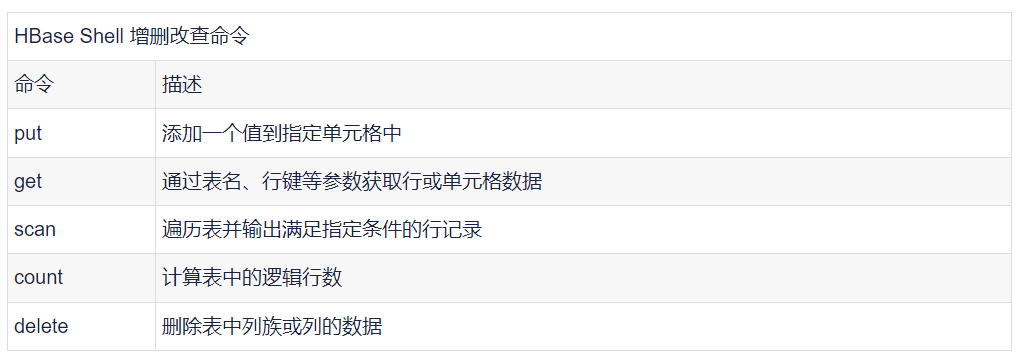 HBase Shell 增删改查命令
命令 描述
put 添加一个值到指定单元格中
get 通过表名、行键等参数获取行或单元格数据
scan 遍历表并输出满足指定条件的行记录
count 计算表中的逻辑行数
delete 删除表中列族或列的数据